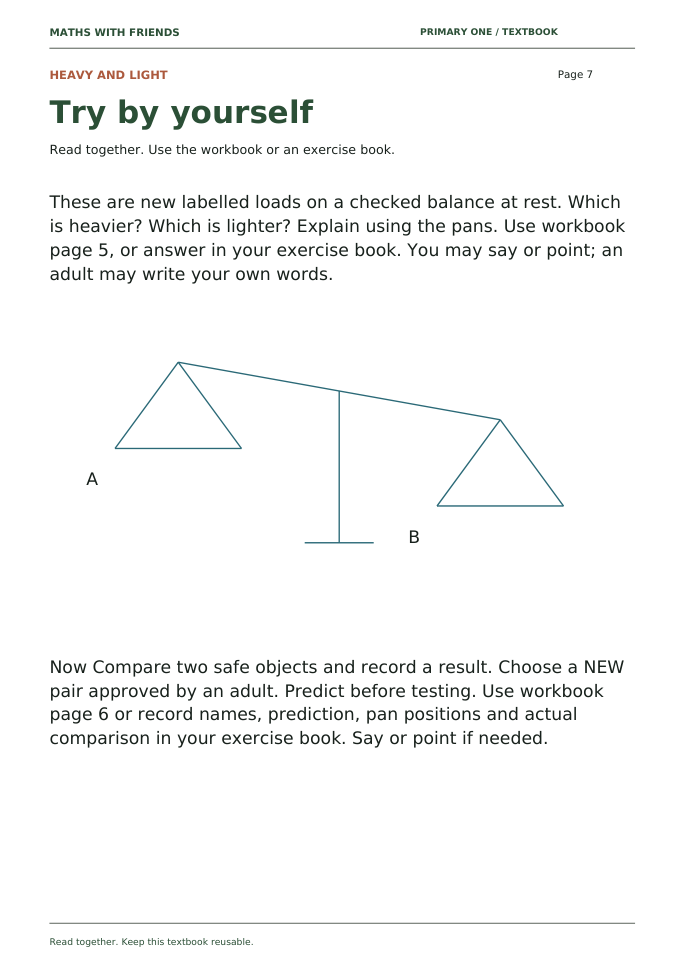 MATHS WITH FRIENDS
PRIMARY ONE / TEXTBOOK
HEAVY AND LIGHT
Page 7
Try by yourself
Read together. Use the workbook or an exercise book.
These are new labelled loads on a checked balance at rest. Which
is heavier? Which is lighter? Explain using the pans. Use workbook
page 5, or answer in your exercise book. You may say or point; an
adult may write your own words.
A
B
Now Compare two safe objects and record a result. Choose a NEW
pair approved by an adult. Predict before testing. Use workbook
page 6 or record names, prediction, pan positions and actual
comparison in your exercise book. Say or point if needed.
Read together. Keep this textbook reusable.